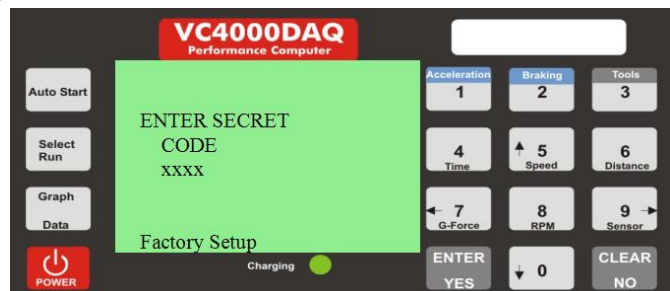 VC4000DAQ
Performance Computer
Auto Start
Select
Run
Graph
Data
POWER
ENTER SECRET
CODE
xxxx
Factory Setup
Charging
Acceleration
1
Braking
2
Tools
3
4
Time
5
Speed
6
Distance
7
G-Force
8
RPM
9
Sensor
ENTER
YES
0
CLEAR
NO